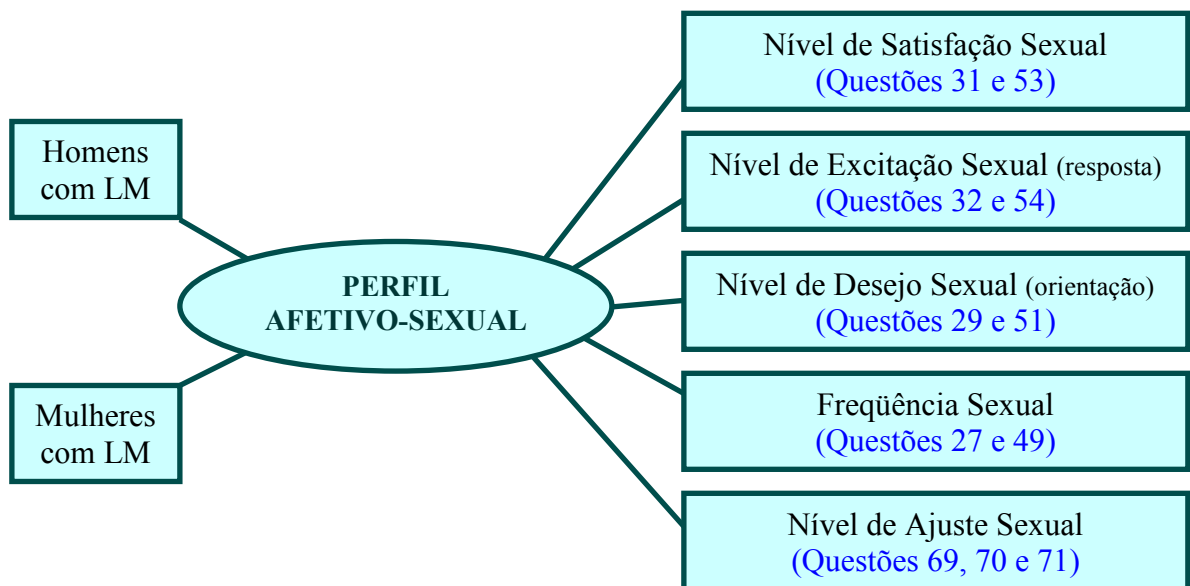 Homens
com LM
Mulheres
com LM
PERFIL
AFETIVO-SEXUAL
Nível de Satisfação Sexual
(Questões 31 e 53)
Nível de Excitação Sexual (resposta)
(Questões 32 e 54)
Nível de Desejo Sexual (orientação)
(Questões 29 e 51)
Freqüência Sexual
(Questões 27 e 49)
Nível de Ajuste Sexual
(Questões 69, 70 e 71)